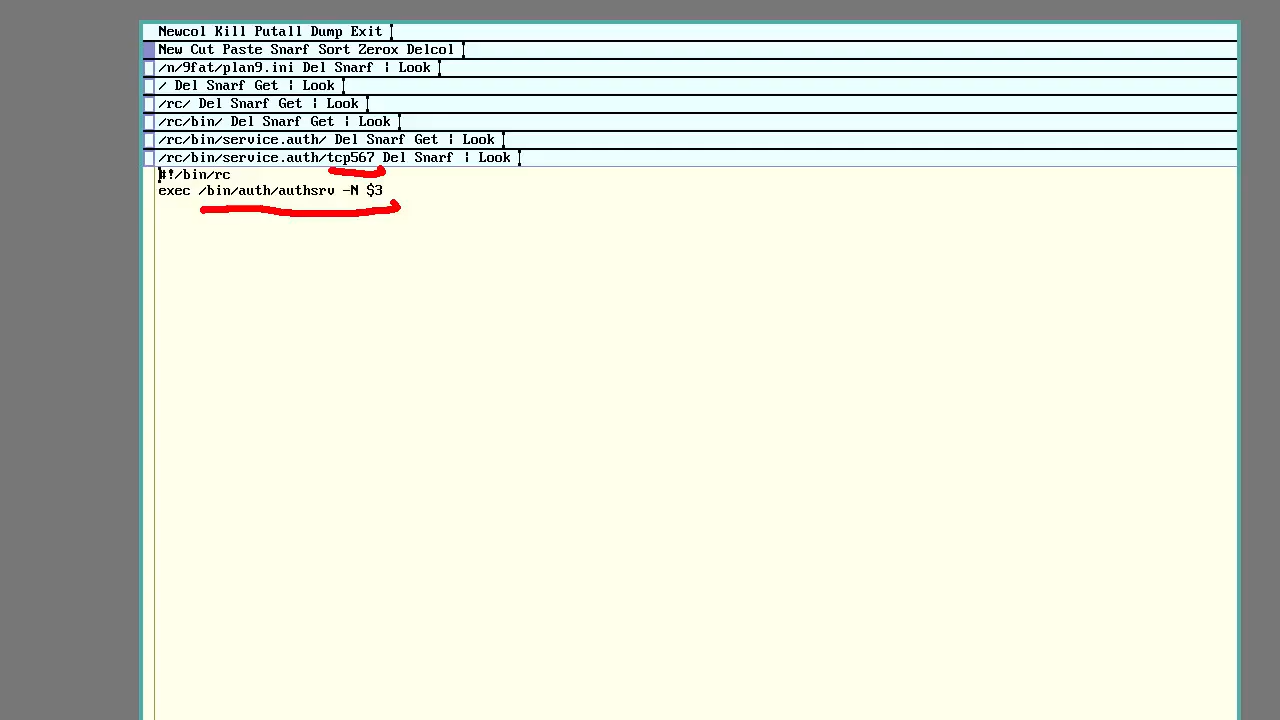 Newcol Kill Putall Dump Exit
New Cut Paste Snarf Sort Zerox Delcol
/n/9fat/plan9.ini Del Snarf | Look
/ Del Snarf Get | Look
/rc/ Del Snarf Get | Look
/rc/bin/ Del Snarf Get | Look
/rc/bin/service.auth/ Del Snarf Get | Look
/rc/bin/service.auth/tcp567 Del Snarf | Look
#!/bin/rc
exec /bin/auth/authsrv -N $3